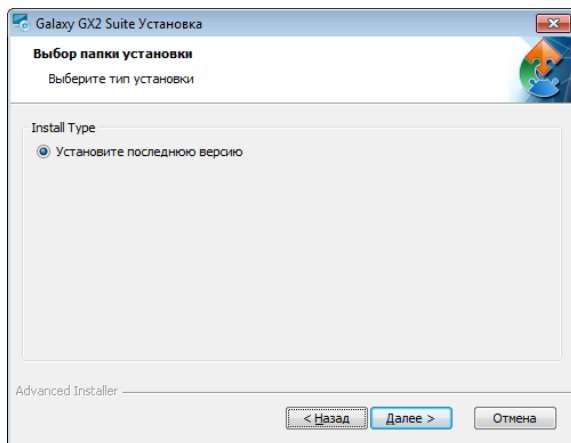 Galaxy GX2 Suite Установка
Выбор папки установки
Выберите тип установки
Install Type
Установите последнюю версию
Advanced Installer
< Назад Далее > Отмена